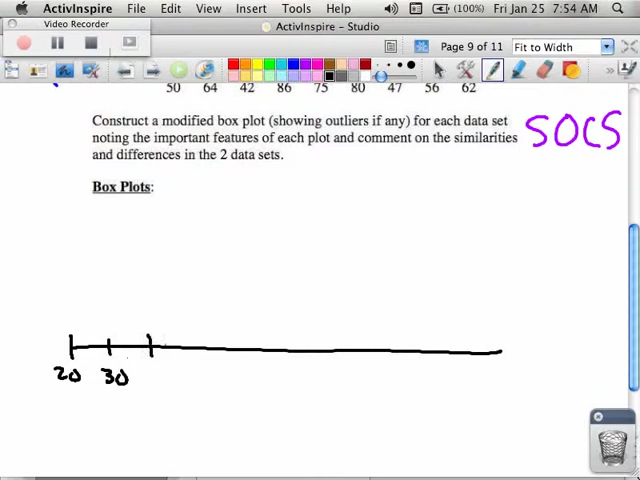 ActivInspire File Edit View Insert Tools Help (100%) Fri Jan 25 7:54 AM
Video Recorder
ActivInspire - Studio
Page 9 of 11 Fit to Width
50 64 42 86 75 80 47 56 62
Construct a modified box plot (showing outliers if any) for each data set
noting the important features of each plot and comment on the similarities
and differences in the 2 data sets.
SOCS
Box Plots:
20 30